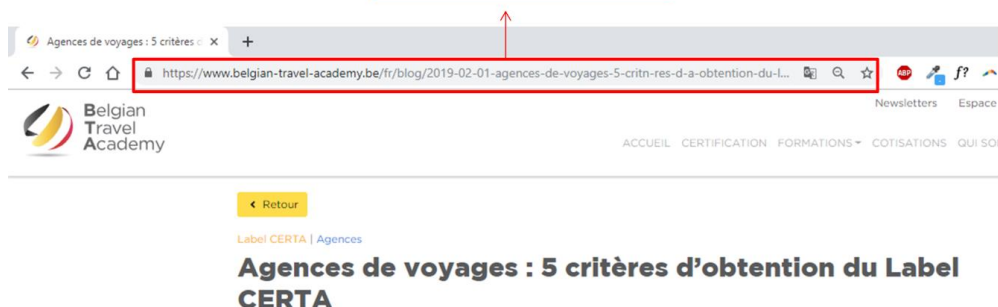 Agences de voyages : 5 critères
https://www.belgian-travel-academy.be/fr/blog/2019-02-01-agences-de-voyages-5-critn-res-d-a-obtention-du-l...
ABP
f?
Newsletters Espace
Belgian
Travel
Academy
ACCUEIL CERTIFICATION FORMATIONS COTISATIONS QUI
Retour
Label CERTA | Agences
Agences de voyages : 5 critères d’obtention du Label
CERTA